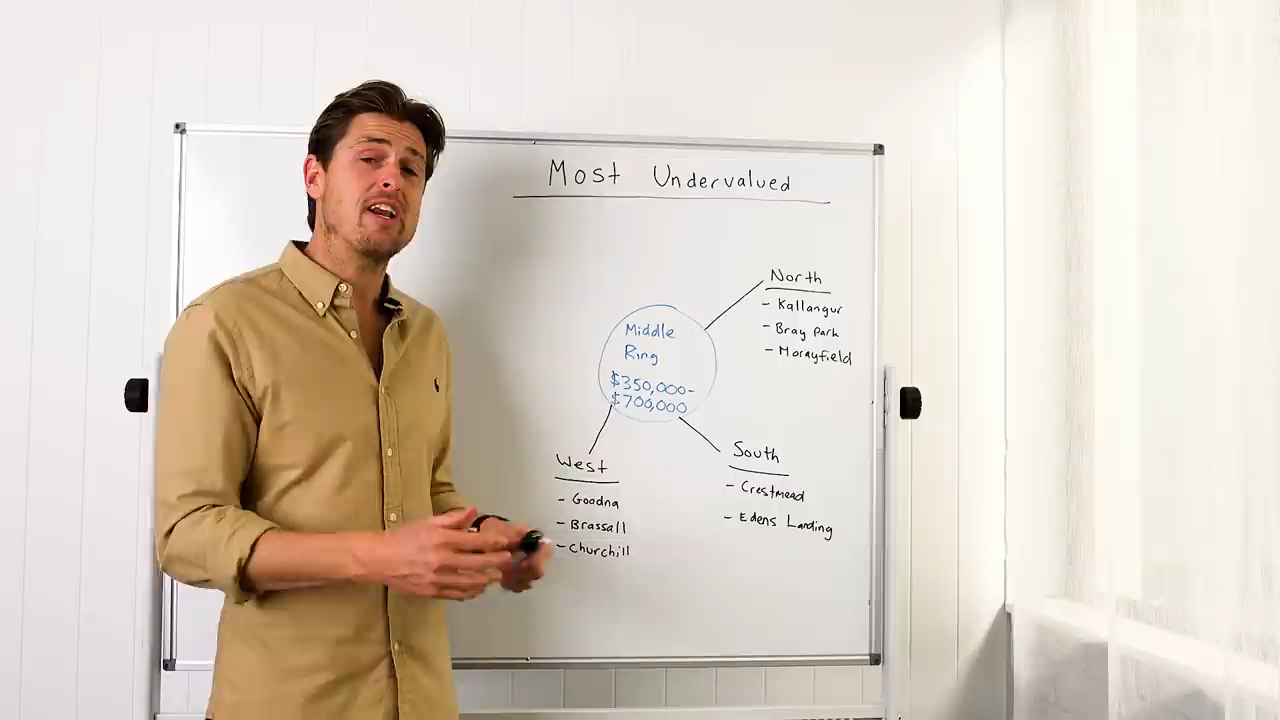 Most Undervalued
North
- Kallangur
- Bray Park
- Morayfield
Middle
Ring
$350,000-
$700,000
West
- Goodna
- Brassall
- Churchill
South
- Crestmead
- Edens Landing